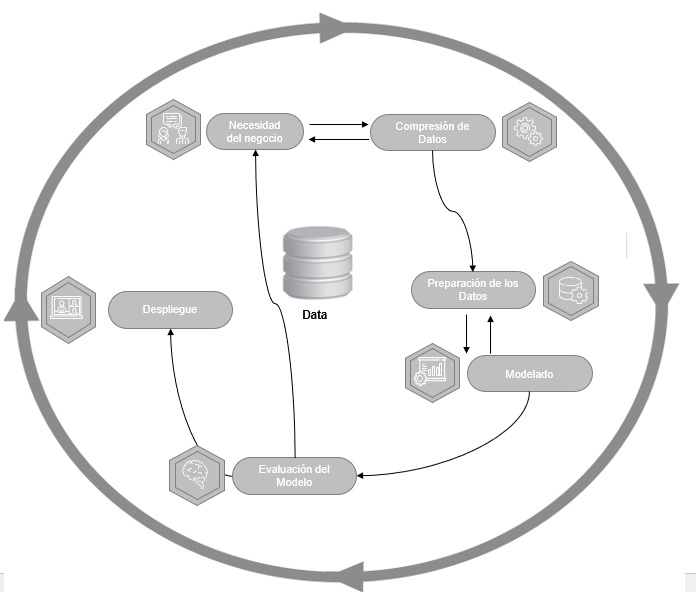 Necesidad
del negocio
Compresión de
Datos
Data
Preparación de los
Datos
Despliegue
Modelado
Evaluación del
Modelo